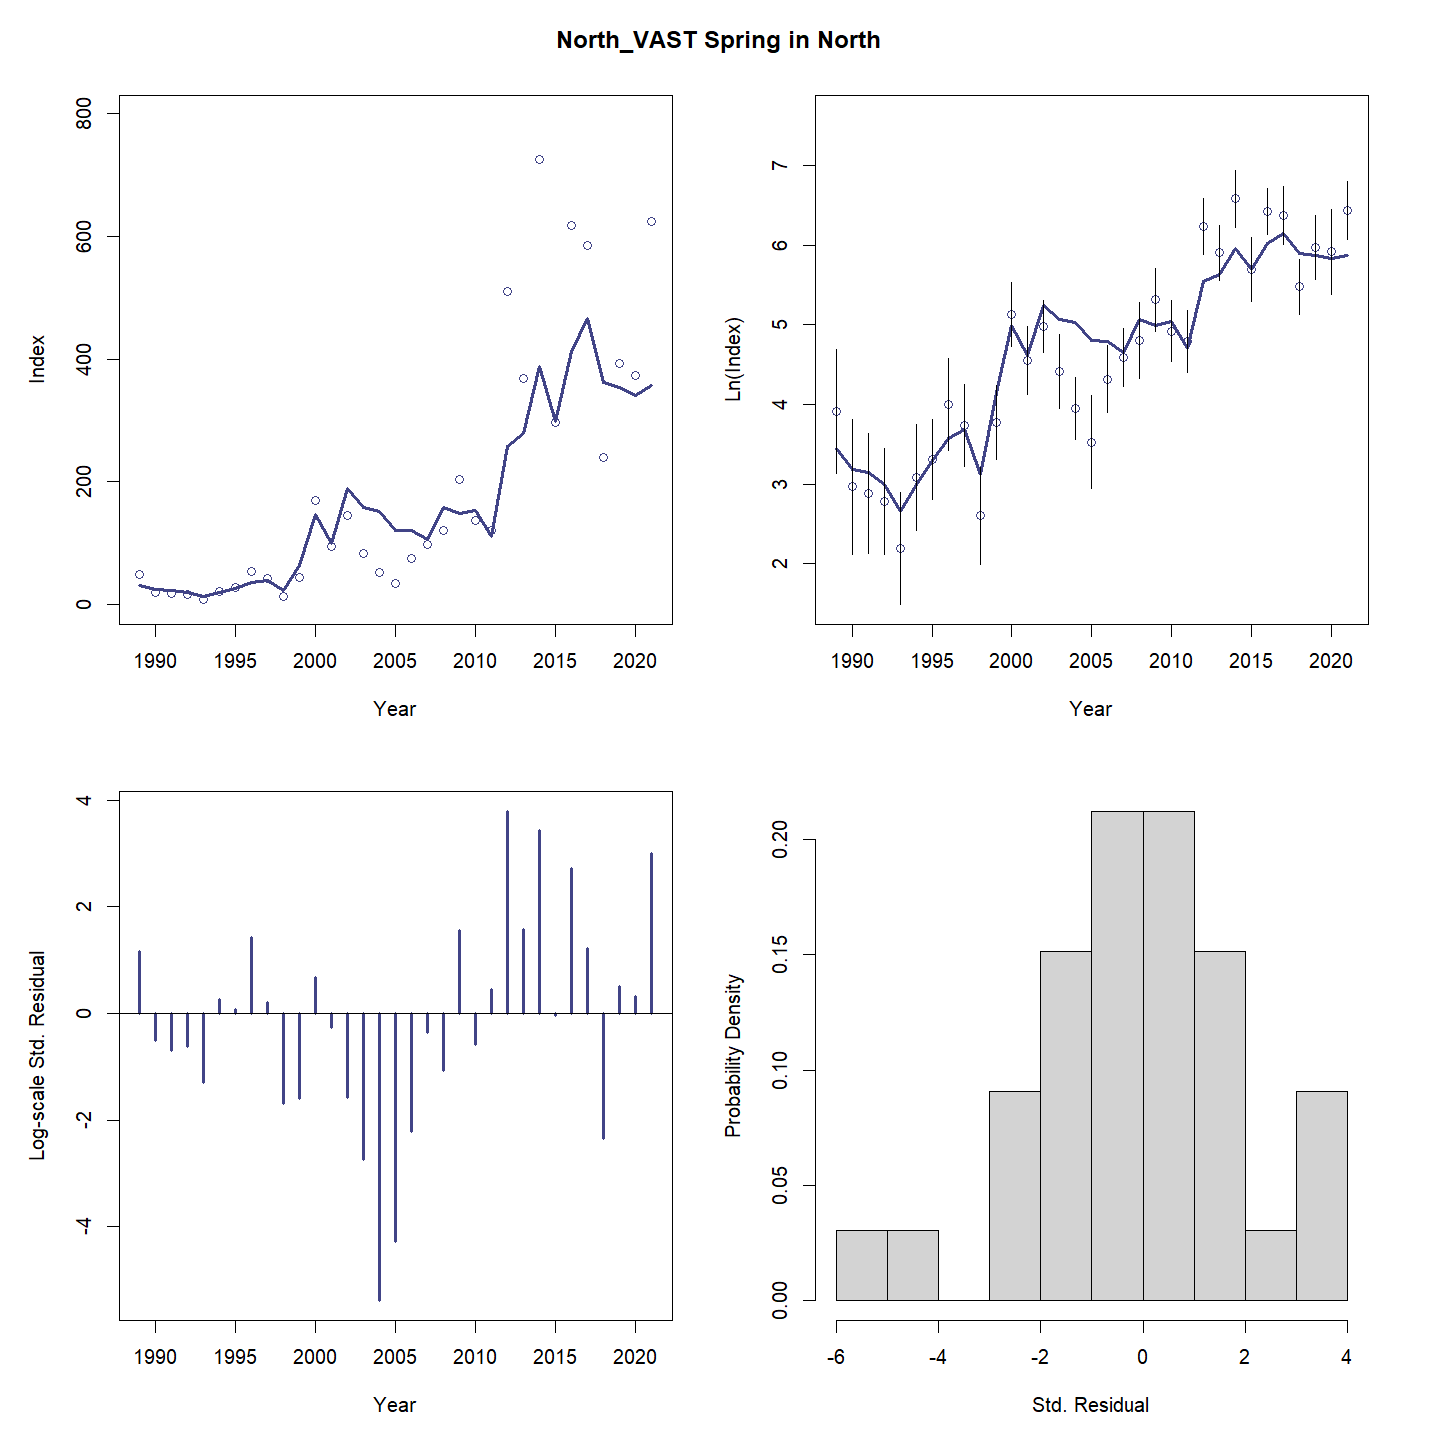 North_VAST Spring in North
800
600
400
200
0
Index
1990 1995 2000 2005 2010 2015 2020
Year
7
6
5
4
3
2
Ln(Index)
1990 1995 2000 2005 2010 2015 2020
Year
4
2
0
-2
-4
Log-scale Std. Residual
1990 1995 2000 2005 2010 2015 2020
Year
0.20
0.15
0.10
0.05
0.00
Probability Density
-6 -4 -2 0 2 4
Std. Residual